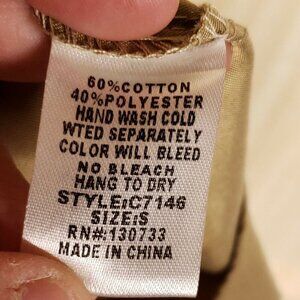 60%COTTON
40%POLYESTER
HAND WASH COLD
WTED SEPARATELY
COLOR WILL BLEED
NO BLEACH
HANG TO DRY
STYLE:C7146
SIZE:S
RN#:130733
MADE IN CHINA